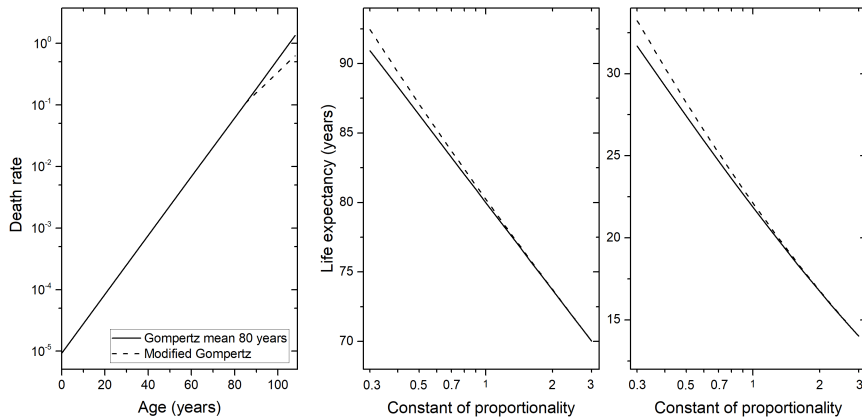 Death rate
10^0
10^-1
10^-2
10^-3
10^-4
10^-5
0 20 40 60 80 100
Age (years)
Gompertz mean 80 years
Modified Gompertz
Life expectancy (years)
90
85
80
75
70
0.3 0.5 0.7 1 2 3
Constant of proportionality
30
25
20
15
0.3 0.5 0.7 1 2 3
Constant of proportionality